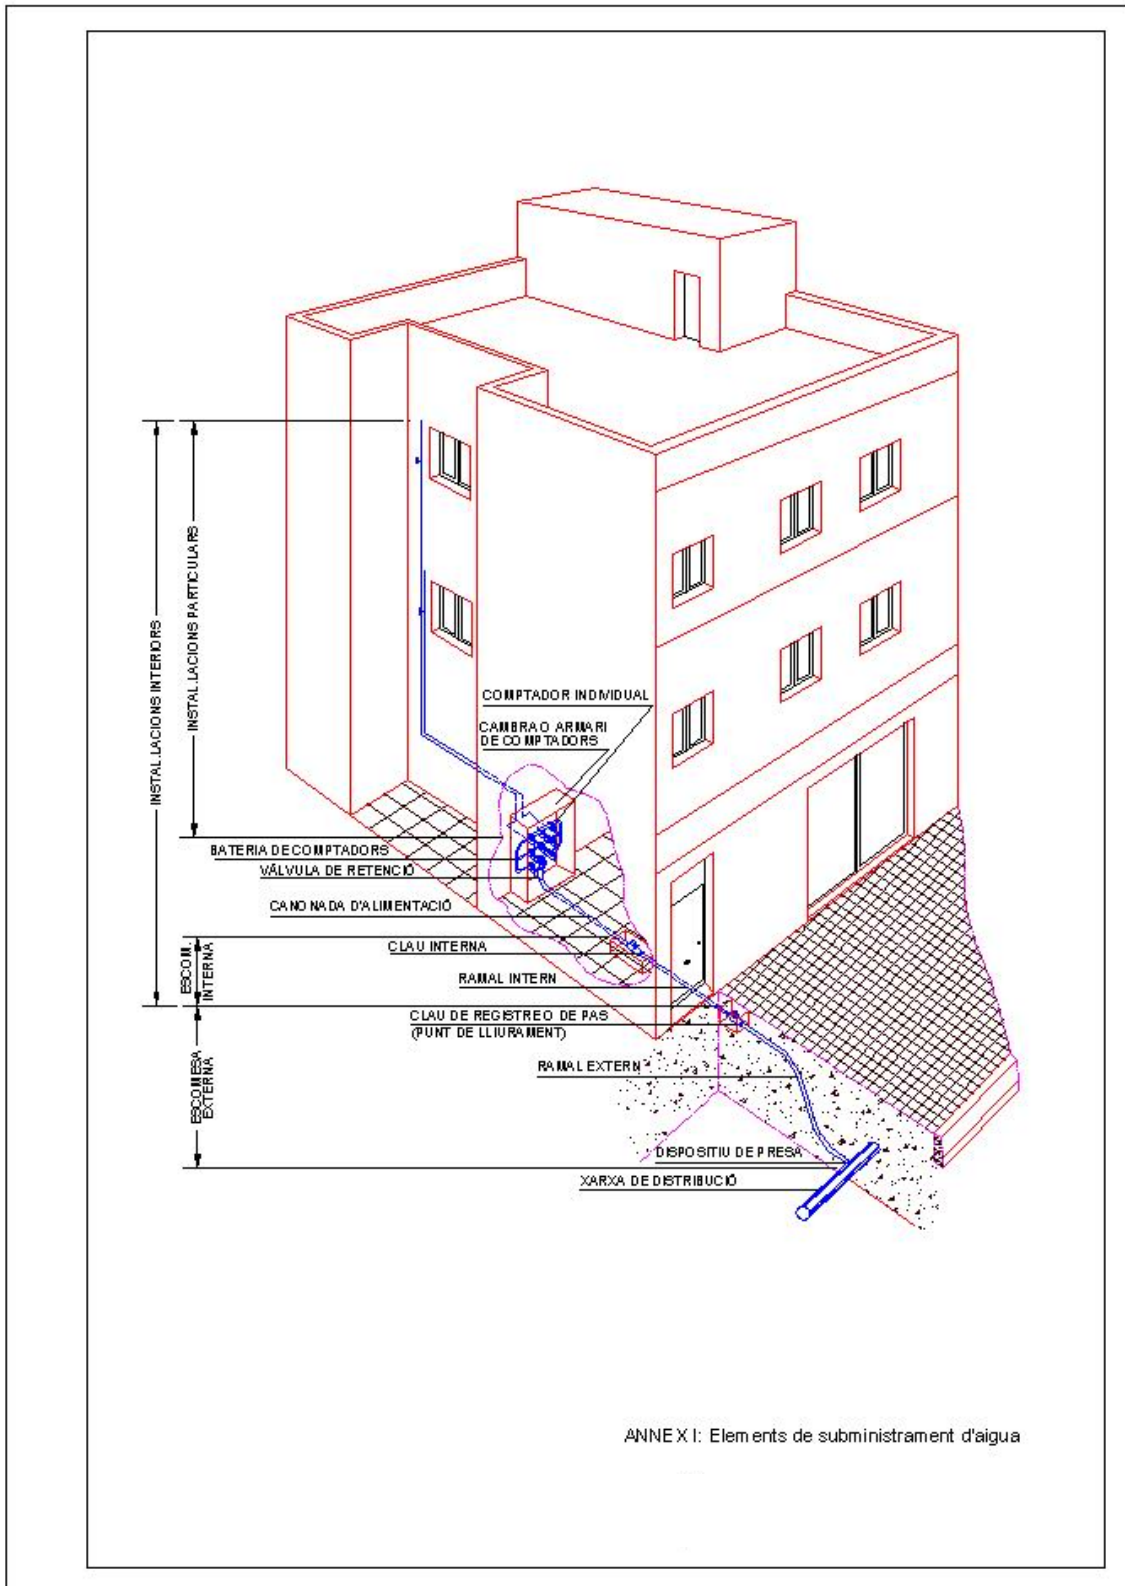 INSTAL.LACIONS INTERIORS
INSTAL.LACIONS PARTICULARS
COMPTADOR INDIVIDUAL
CAMBRA O ARMARI
DE COMPTADORS
BATERIA DE COMPTADORS
VÁLVULA DE RETENCIÓ
CANONADA D'ALIMENTACIÓ
CLAU INTERNA
ESCOM.
INTERNA
RAMAL INTERN
CLAU DE REGISTRE O DE PAS
(PUNT DE LLIURAMENT)
ESCOMESA
EXTERNA
RAMAL EXTERN
DISPOSITIU DE PRESA
XARXA DE DISTRIBUCIÓ
ANNEX I: Elements de subministrament d'aigua